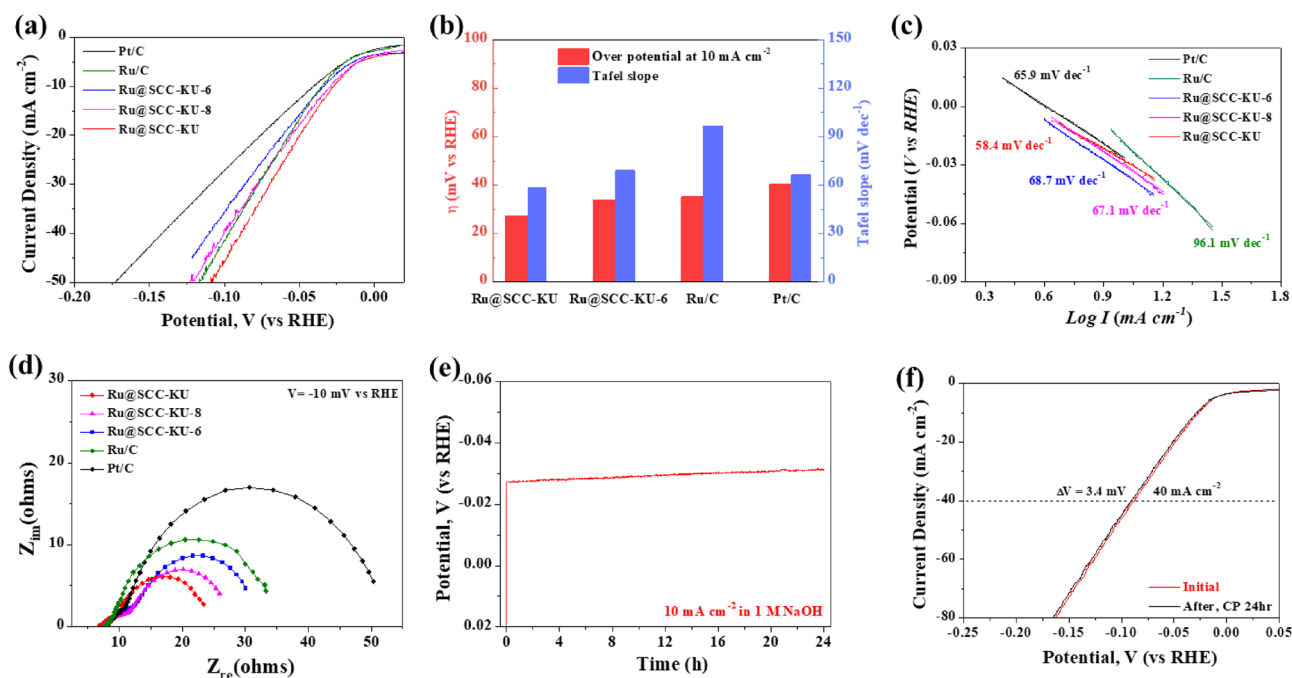 (a)
Current Density (mA cm-2)
0
-10
-20
-30
-40
-50
Pt/C
Ru/C
Ru@SCC-KU-6
Ru@SCC-KU-8
Ru@SCC-KU
-0.20
-0.15
-0.10
-0.05
0.00
Potential, V (vs RHE)
(b)
η (mV vs RHE)
100
80
60
40
20
0
Over potential at 10 mA cm-2
Tafel slope
150
120
90
60
30
0
Tafel slope (mV dec-1)
Ru@SCC-KU
Ru@SCC-KU-6
Ru/C
Pt/C
(c)
Potential (V vs RHE)
0.03
0.00
-0.03
-0.06
-0.09
65.9 mV dec-1
58.4 mV dec-1
68.7 mV dec-1
67.1 mV dec-1
96.1 mV dec-1
Pt/C
Ru/C
Ru@SCC-KU-6
Ru@SCC-KU-8
Ru@SCC-KU
0.3
0.6
0.9
1.2
1.5
1.8
Log I (mA cm-1)
(d)
Zim(ohms)
30
20
10
0
Ru@SCC-KU
Ru@SCC-KU-8
Ru@SCC-KU-6
Ru/C
Pt/C
V= -10 mV vs RHE
0
10
20
30
40
50
Zre(ohms)
(e)
Potential, V (vs RHE)
-0.06
-0.04
-0.02
0.00
0.02
10 mA cm-2 in 1 M NaOH
0
4
8
12
16
20
24
Time (h)
(f)
Current Density (mA cm-2)
0
-20
-40
-60
-80
ΔV = 3.4 mV
40 mA cm-2
Initial
After, CP 24hr
-0.25
-0.20
-0.15
-0.10
-0.05
0.00
0.05
Potential, V (vs RHE)